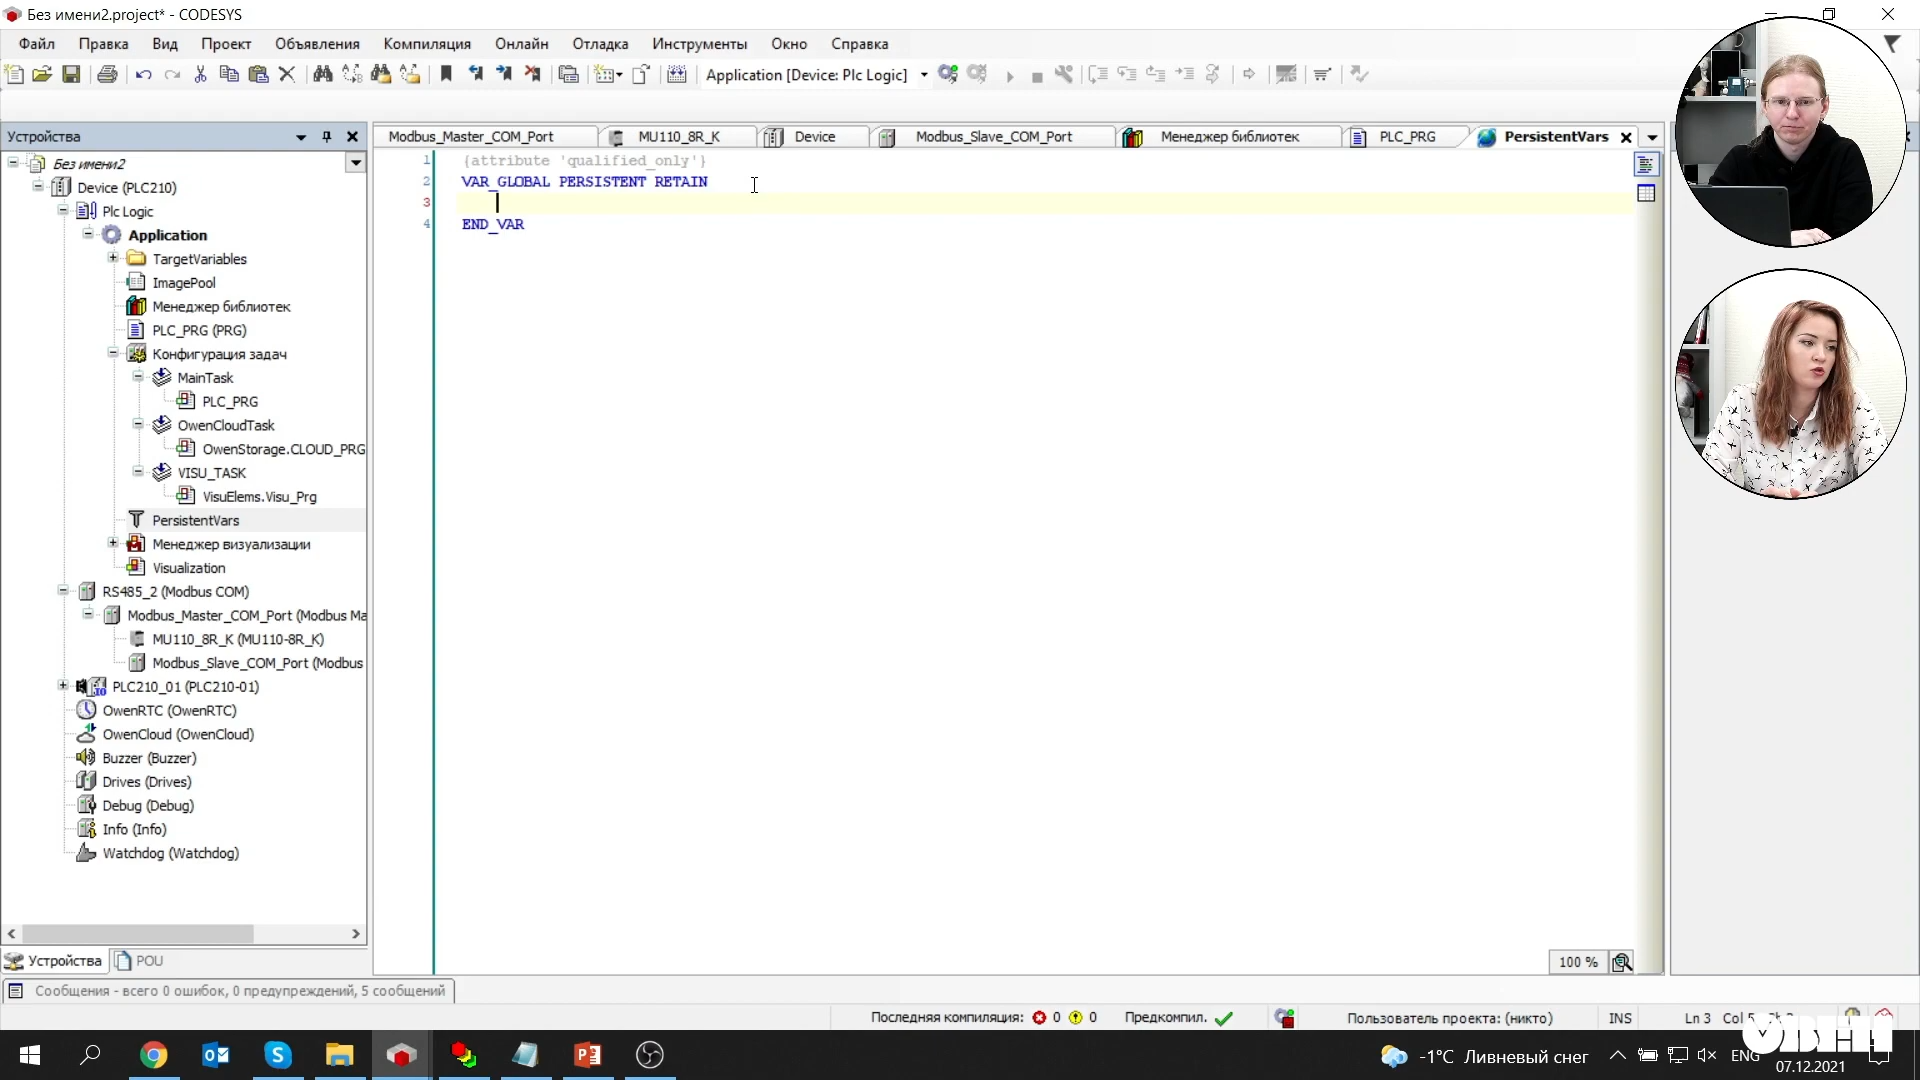 Без имени2.project* - CODESYS
Файл Правка Вид Проект Объявления Компиляция Онлайн Отладка Инструменты Окно Справка
Application [Device: Plc Logic]
Устройства
Modbus_Master_COM_Port MU110_8R_K Device Modbus_Slave_COM_Port Менеджер библиотек PLC_PRG PersistentVars
1 {attribute 'qualified_only'}
2 VAR_GLOBAL PERSISTENT RETAIN
3
4 END_VAR
Без имени2
Device (PLC210)
Plc Logic
Application
TargetVariables
ImagePool
Менеджер библиотек
PLC_PRG (PRG)
Конфигурация задач
MainTask
PLC_PRG
OwenCloudTask
OwenStorage.CLOUD_PRG
VISU_TASK
VisuElems.Visu_Prg
PersistentVars
Менеджер визуализации
Visualization
RS485_2 (Modbus COM)
Modbus_Master_COM_Port (Modbus Ma
MU110_8R_K (MU110-8R_K)
Modbus_Slave_COM_Port (Modbus
PLC210_01 (PLC210-01)
OwenRTC (OwenRTC)
OwenCloud (OwenCloud)
Buzzer (Buzzer)
Drives (Drives)
Debug (Debug)
Info (Info)
Watchdog (Watchdog)
100 %
Устройства POU
Сообщения - всего 0 ошибок, 0 предупреждений, 5 сообщений
Последняя компиляция: 0 0 Предкомпил. Пользователь проекта: (никто) INS Ln 3
-1°C Ливневый снег ENG
07.12.2021
ОВЕН